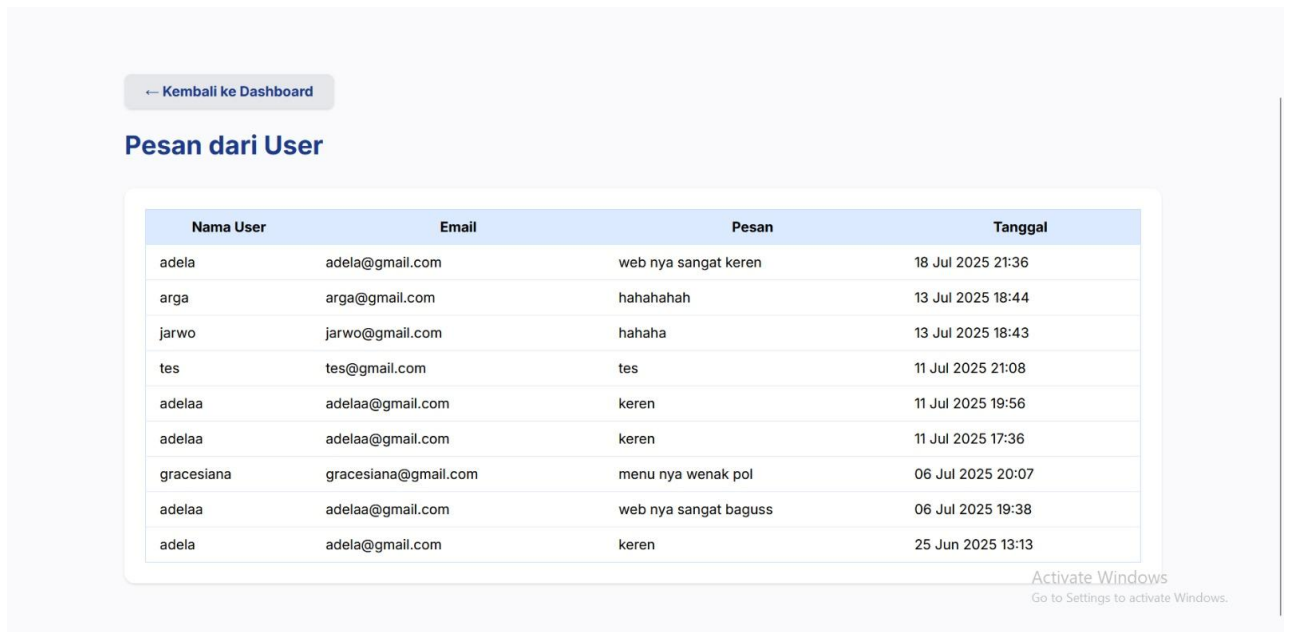 ← Kembali ke Dashboard
Pesan dari User
Nama User Email Pesan Tanggal
adela adela@gmail.com web nya sangat keren 18 Jul 2025 21:36
arga arga@gmail.com hahahahah 13 Jul 2025 18:44
jarwo jarwo@gmail.com hahaha 13 Jul 2025 18:43
tes tes@gmail.com tes 11 Jul 2025 21:08
adelaa adelaa@gmail.com keren 11 Jul 2025 19:56
adelaa adelaa@gmail.com keren 11 Jul 2025 17:36
gracesiana gracesiana@gmail.com menu nya wenak pol 06 Jul 2025 20:07
adelaa adelaa@gmail.com web nya sangat baguss 06 Jul 2025 19:38
adela adela@gmail.com keren 25 Jun 2025 13:13
Activate Windows
Go to Settings to activate Windows.